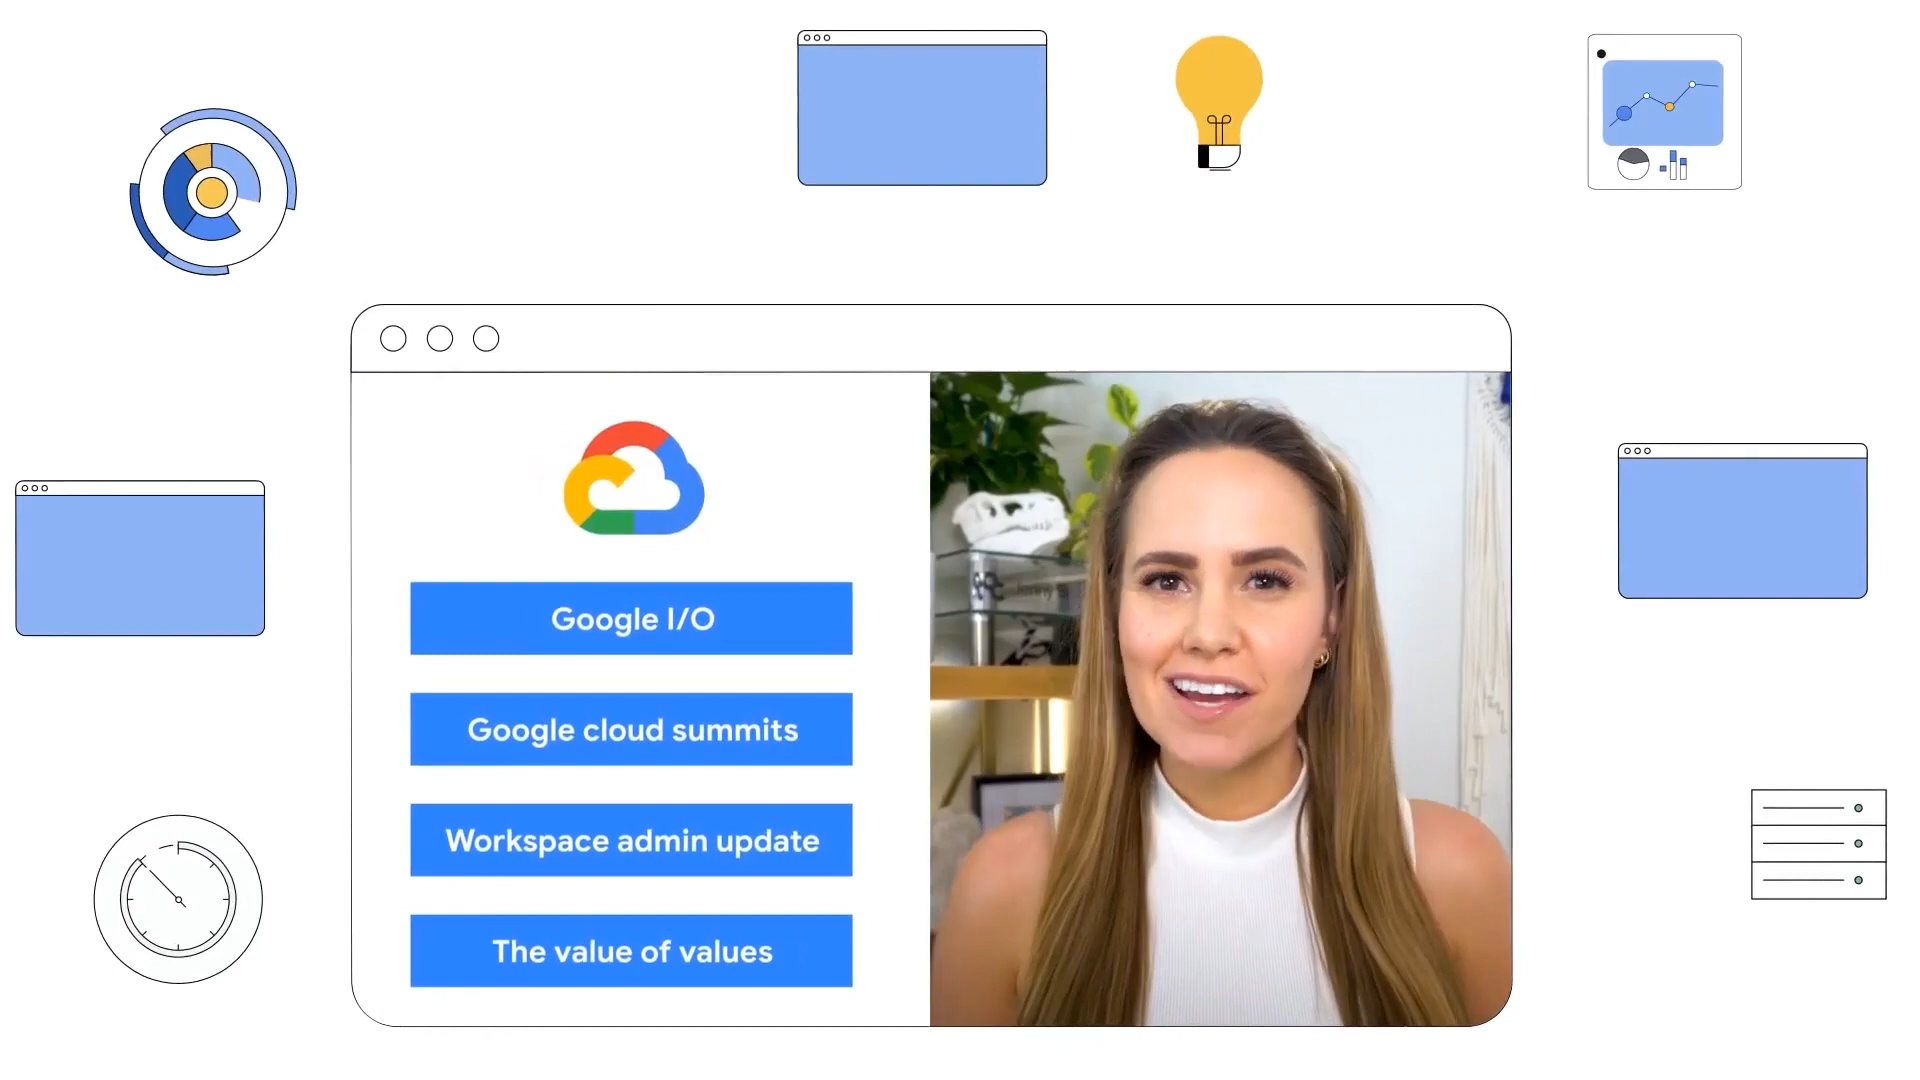 Google I/O
Google cloud summits
Workspace admin update
The value of values